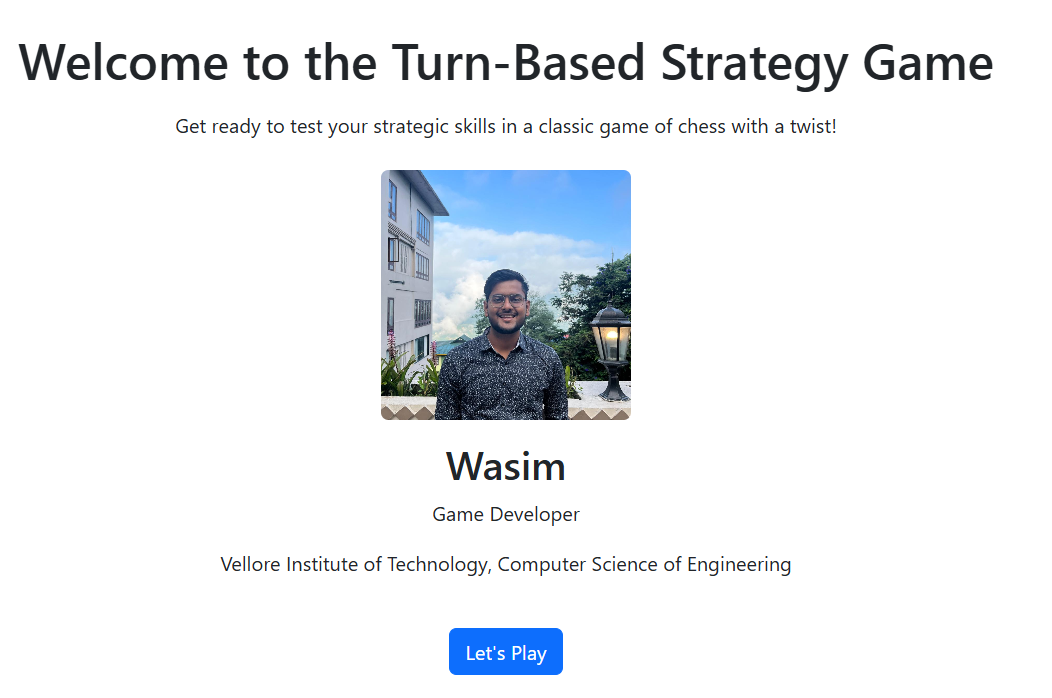 Welcome to the Turn-Based Strategy Game
Get ready to test your strategic skills in a classic game of chess with a twist!
Wasim
Game Developer
Vellore Institute of Technology, Computer Science of Engineering
Let's Play